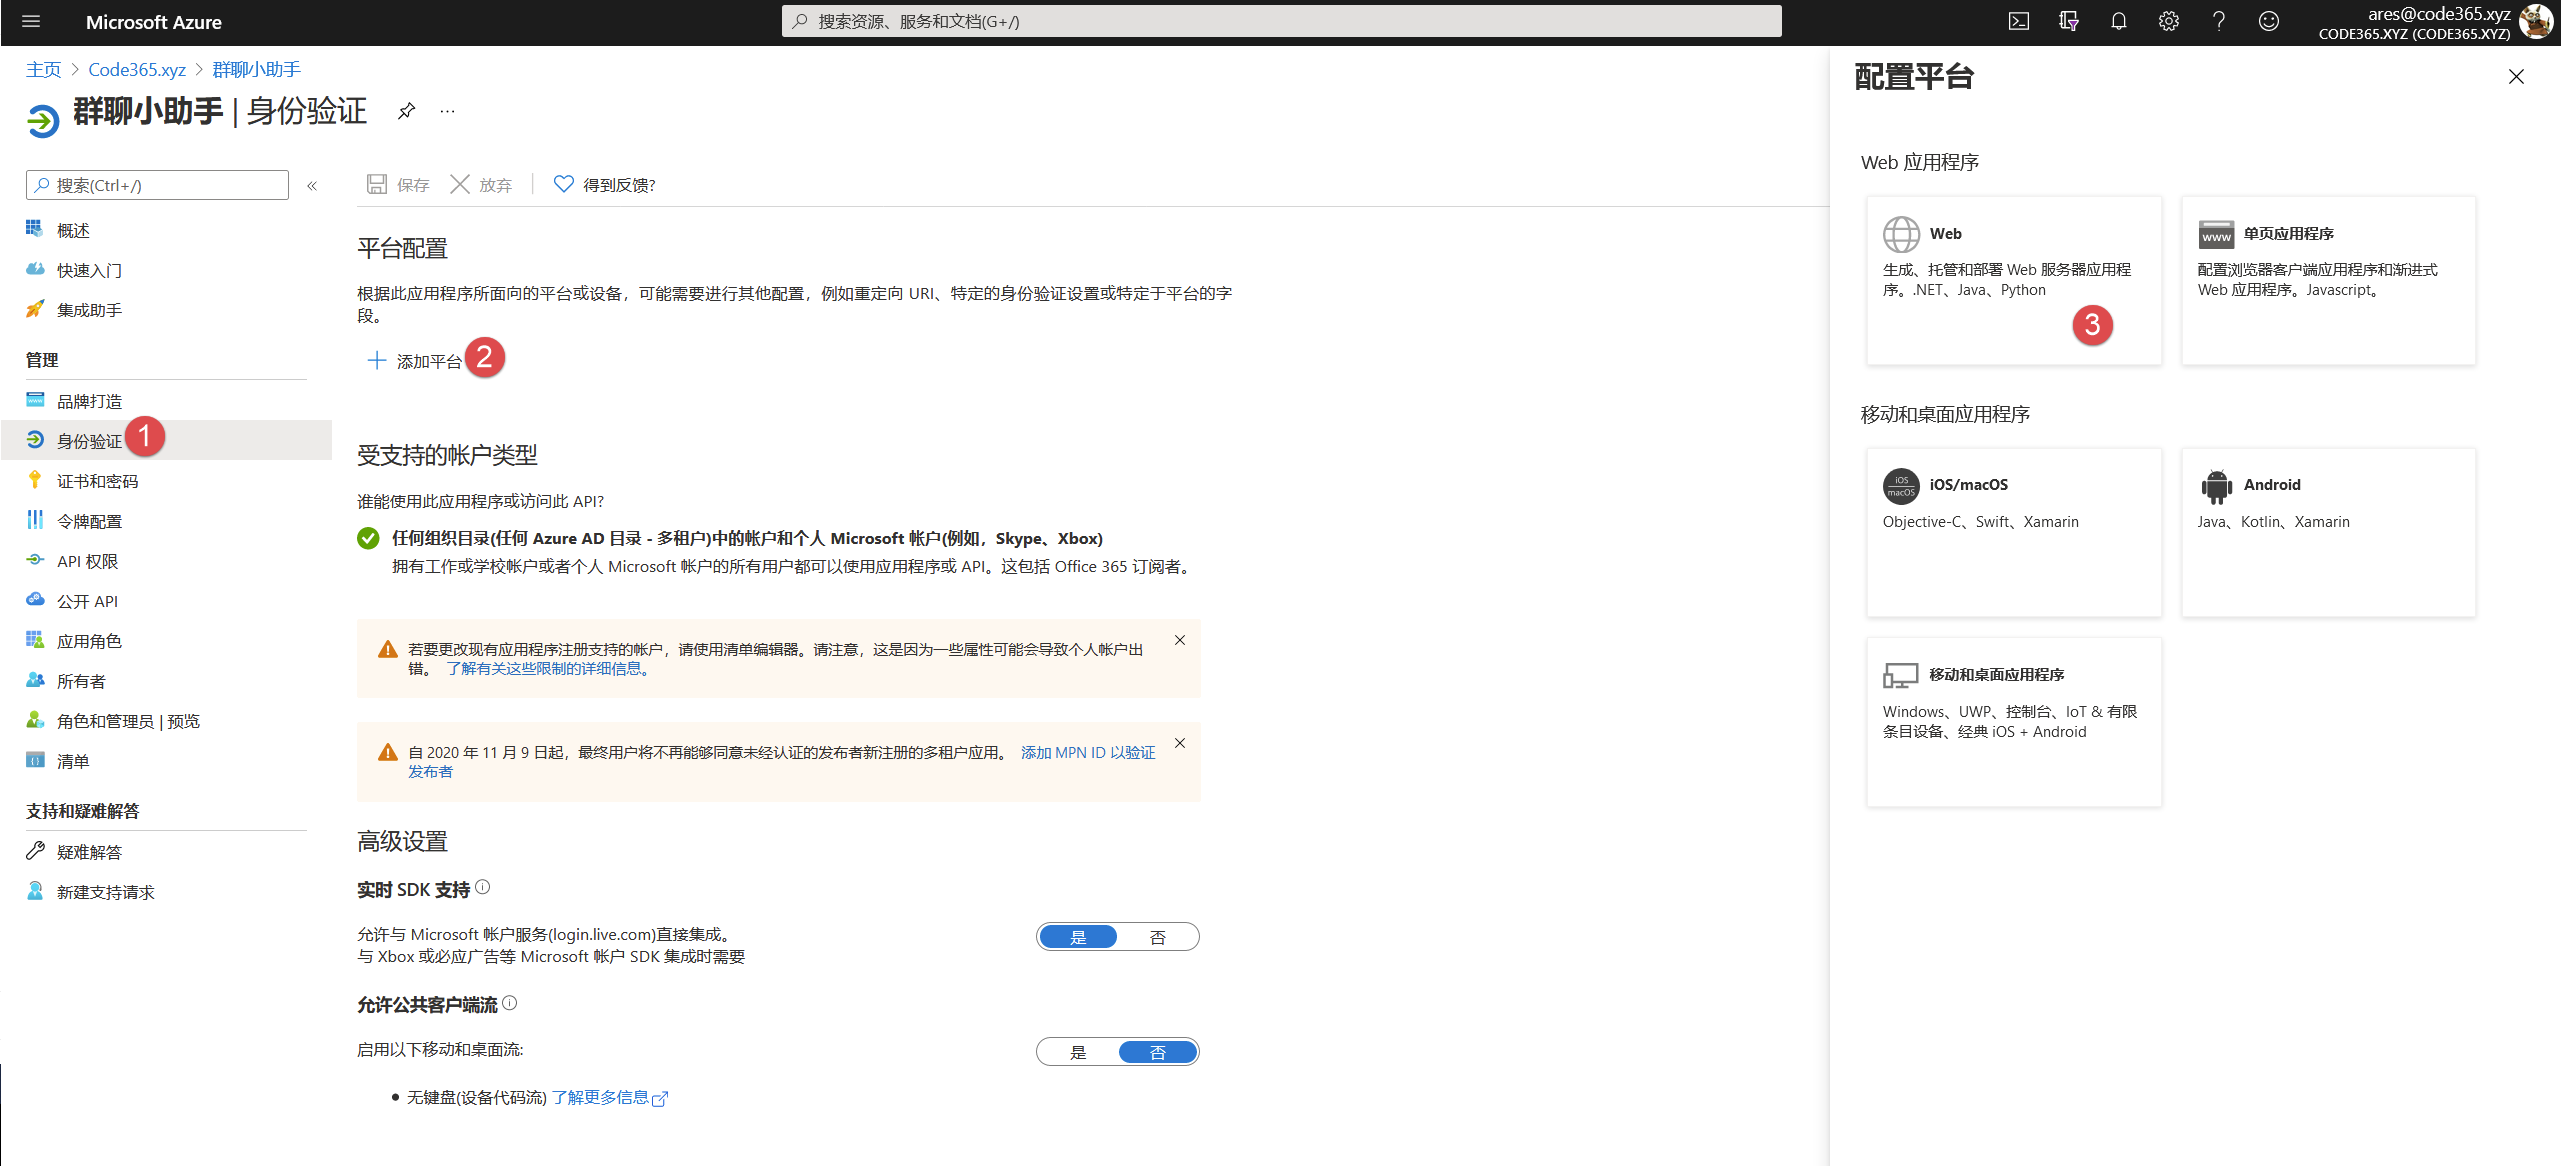 Microsoft Azure
搜索资源、服务和文档(G+/)
ares@code365.xyz
CODE365.XYZ (CODE365.XYZ)
主页 > Code365.xyz > 群聊小助手
群聊小助手 | 身份验证
搜索(Ctrl+/)
概述
快速入门
集成助手
管理
品牌打造
身份验证 1
证书和密码
令牌配置
API 权限
公开 API
应用角色
所有者
角色和管理员 | 预览
清单
支持和疑难解答
疑难解答
新建支持请求
保存 放弃 得到反馈?
平台配置
根据此应用程序所面向的平台或设备，可能需要进行其他配置，例如重定向 URI、特定的身份验证设置或特定于平台的字
段。
添加平台 2
受支持的帐户类型
谁能使用此应用程序或访问此 API?
任何组织目录(任何 Azure AD 目录 - 多租户)中的帐户和个人 Microsoft 帐户(例如，Skype、Xbox)
拥有工作或学校帐户或者个人 Microsoft 帐户的所有用户都可以使用应用程序或 API。这包括 Office 365 订阅者。
若要更改现有应用程序注册支持的帐户，请使用清单编辑器。请注意，这是因为一些属性可能会导致个人帐户出
错。 了解有关这些限制的详细信息。
自 2020 年 11 月 9 日起，最终用户将不再能够同意未经认证的发布者新注册的多租户应用。 添加 MPN ID 以验证
发布者
高级设置
实时 SDK 支持
允许与 Microsoft 帐户服务(login.live.com)直接集成。
与 Xbox 或必应广告等 Microsoft 帐户 SDK 集成时需要
是 否
允许公共客户端流
启用以下移动和桌面流:
是 否
• 无键盘(设备代码流) 了解更多信息
配置平台
Web 应用程序
Web
生成、托管和部署 Web 服务器应用程
序。.NET、Java、Python
3
www
单页应用程序
配置浏览器客户端应用程序和渐进式
Web 应用程序。Javascript。
移动和桌面应用程序
iOS
macOS
iOS/macOS
Objective-C、Swift、Xamarin
Android
Java、Kotlin、Xamarin
移动和桌面应用程序
Windows、UWP、控制台、IoT & 有限
条目设备、经典 iOS + Android